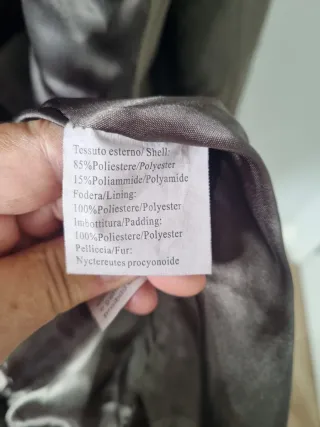 Tessuto esterno/ Shell:
85%Poliestere/Polyester
15%Poliammide/Polyamide
Fodera/Lining:
100%Poliestere/Polyester
Imbottitura/Padding:
100%Poliestere/Polyester
Pelliccia/Fur:
Nyctereutes procyonoide